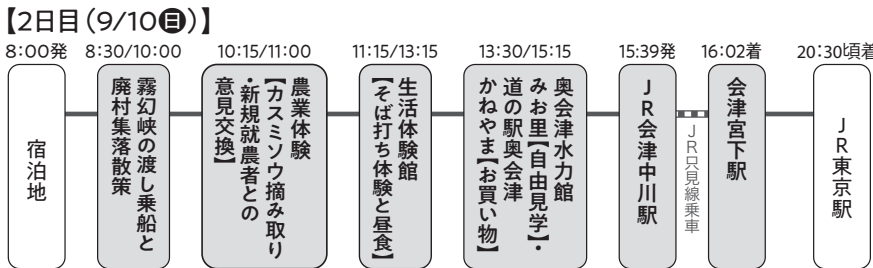 【2日目(9/10日)】
8:00発
宿泊地
8:30/10:00
霧幻峡の渡し乗船と
廃村集落散策
10:15/11:00
農業体験
【カスミソウ摘み取り
・新規就農者との
意見交換】
11:15/13:15
生活体験館
【そば打ち体験と昼食】
13:30/15:15
奥会津水力館
みお里【自由見学】・
道の駅奥会津
かねやま【お買い物】
15:39発
JR会津中川駅
JR只見線乗車
16:02着
会津宮下駅
20:30頃着
JR東京駅